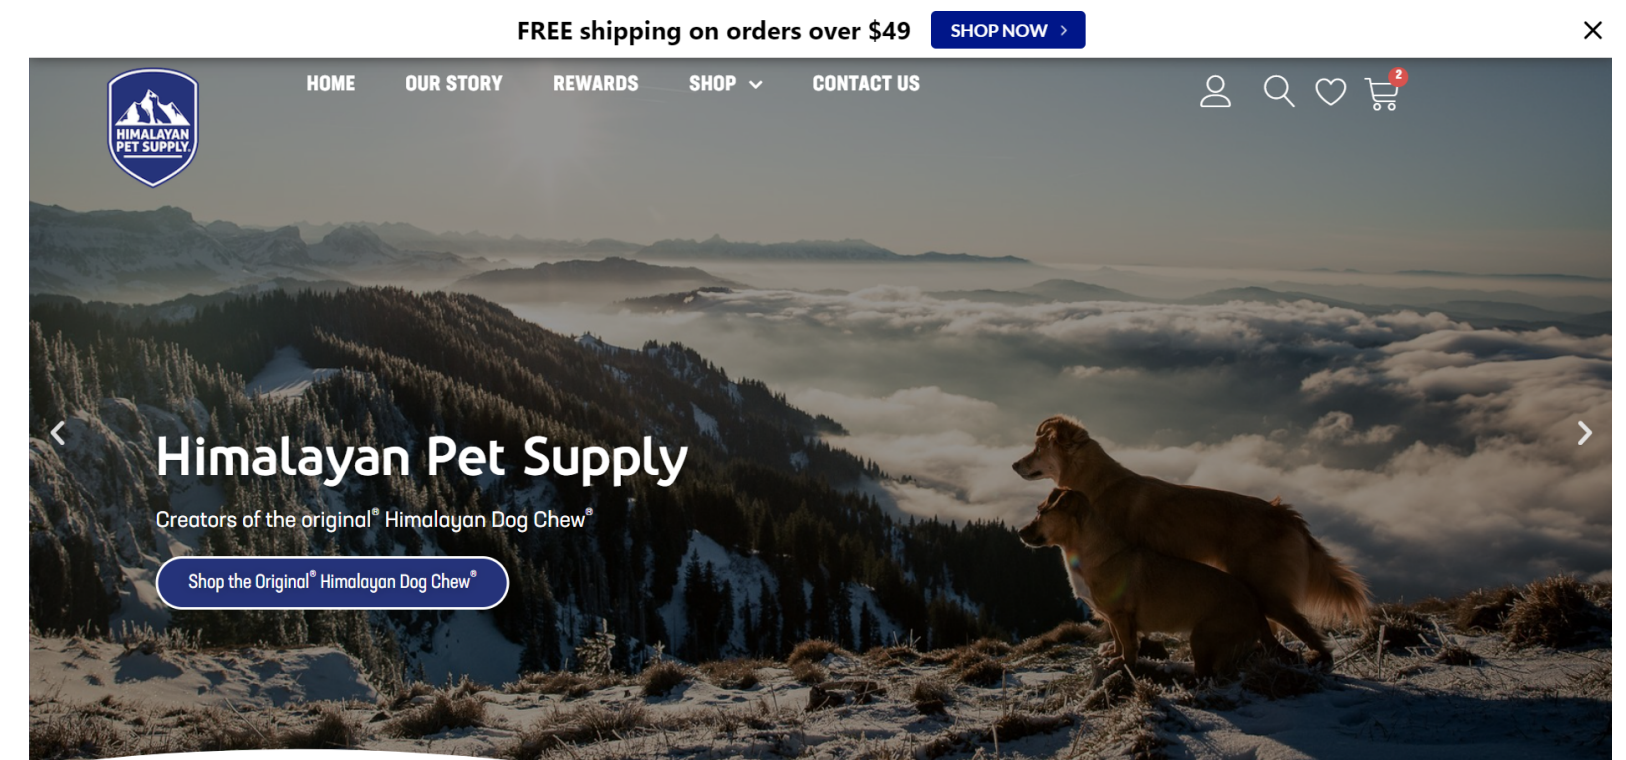 FREE shipping on orders over $49 SHOP NOW
HOME OUR STORY REWARDS SHOP CONTACT US
2
HIMALAYAN
PET SUPPLY®
Himalayan Pet Supply
Creators of the original® Himalayan Dog Chew®
Shop the Original® Himalayan Dog Chew®